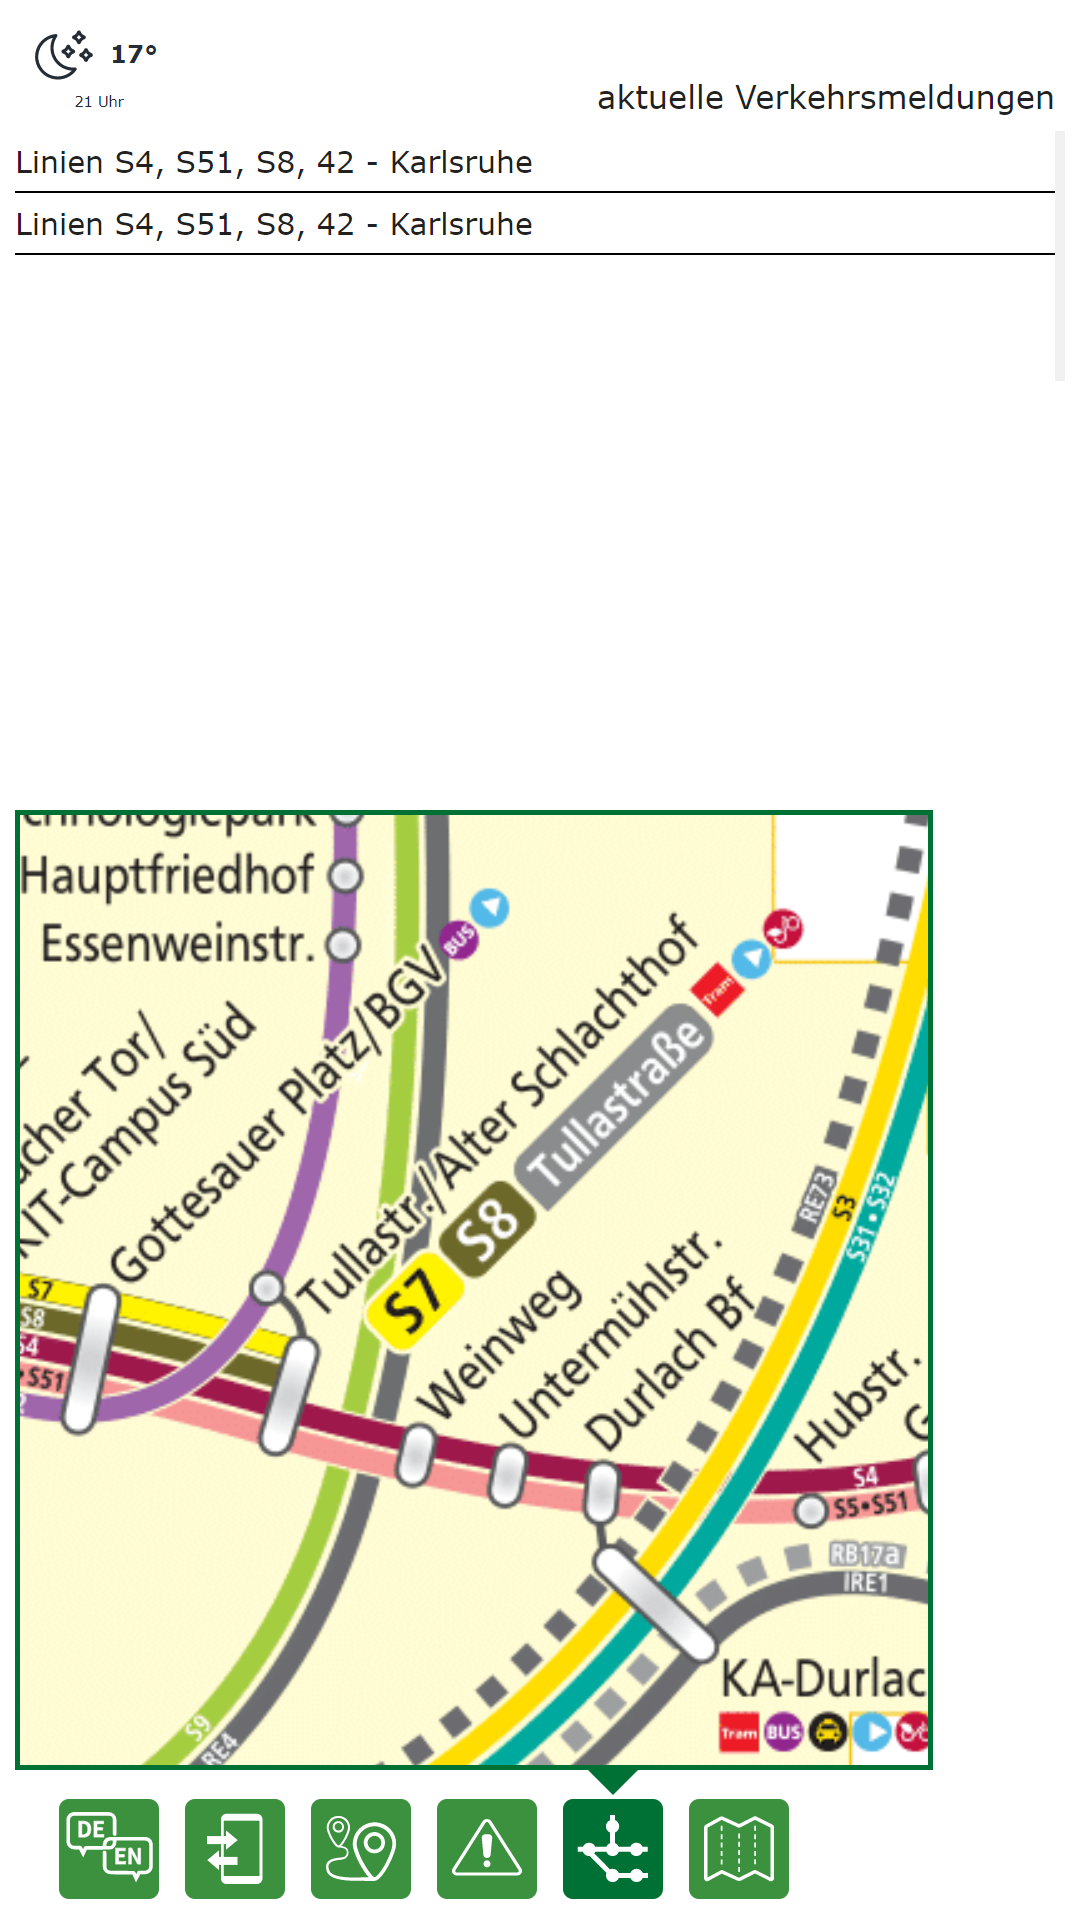 17°
21 Uhr
aktuelle Verkehrsmeldungen
Linien S4, S51, S8, 42 - Karlsruhe
Linien S4, S51, S8, 42 - Karlsruhe
Hauptfriedhof
Essenweinstr.
Tor/
KIT-Campus Süd
Gottesauer Platz/BGV
BUS
Tullastr./Alter Schlachthof
Tram
S7
S8
Tullastraße
Weinweg
Untermühlstr.
Durlach Bf
Hubstr.
RE73
S3
S31•S32
S7
S8
S4
•S51
S4
S5•S51
RB17a
IRE1
S9
RE4
KA-Durlac
Tram BUS
DE
EN